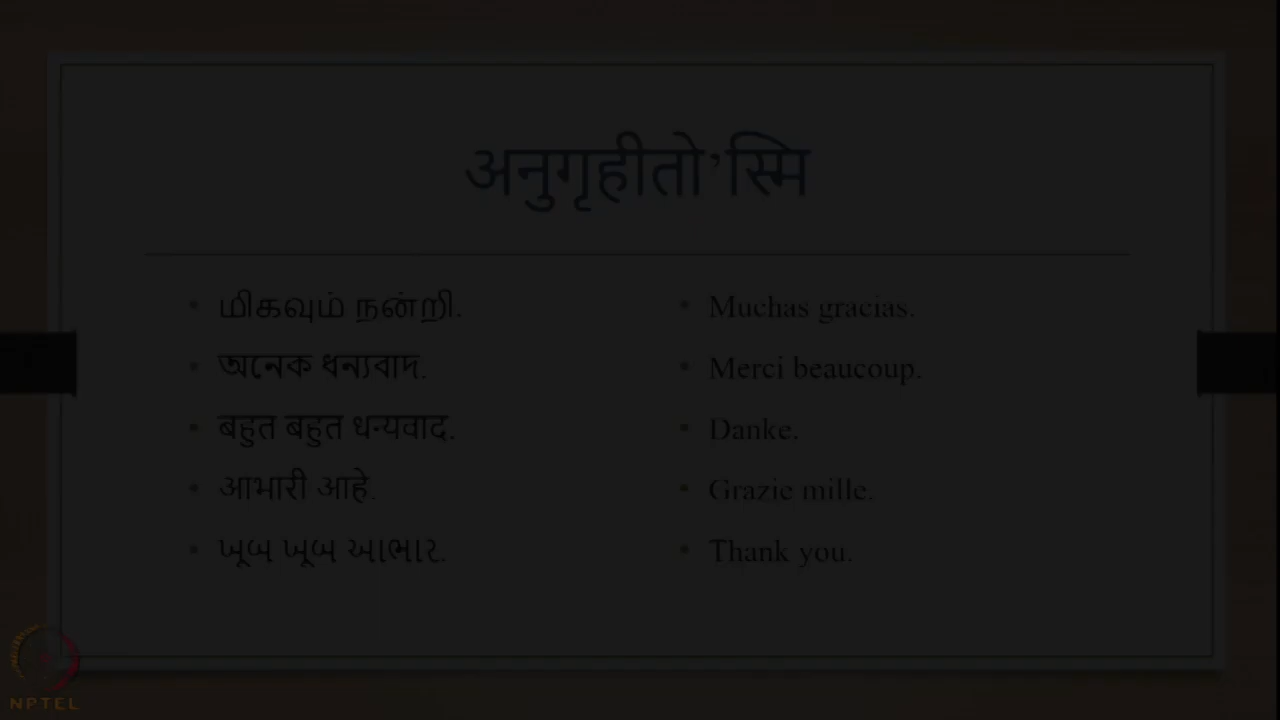 अनुगृहीतो’स्मि
மிகவும் நன்றி.
অনেক ধন্যবাদ.
बहुत बहुत धन्यवाद.
आभारी आहे.
ખૂબ ખૂબ આભાર.
Muchas gracias.
Merci beaucoup.
Danke.
Grazie mille.
Thank you.
NPTEL